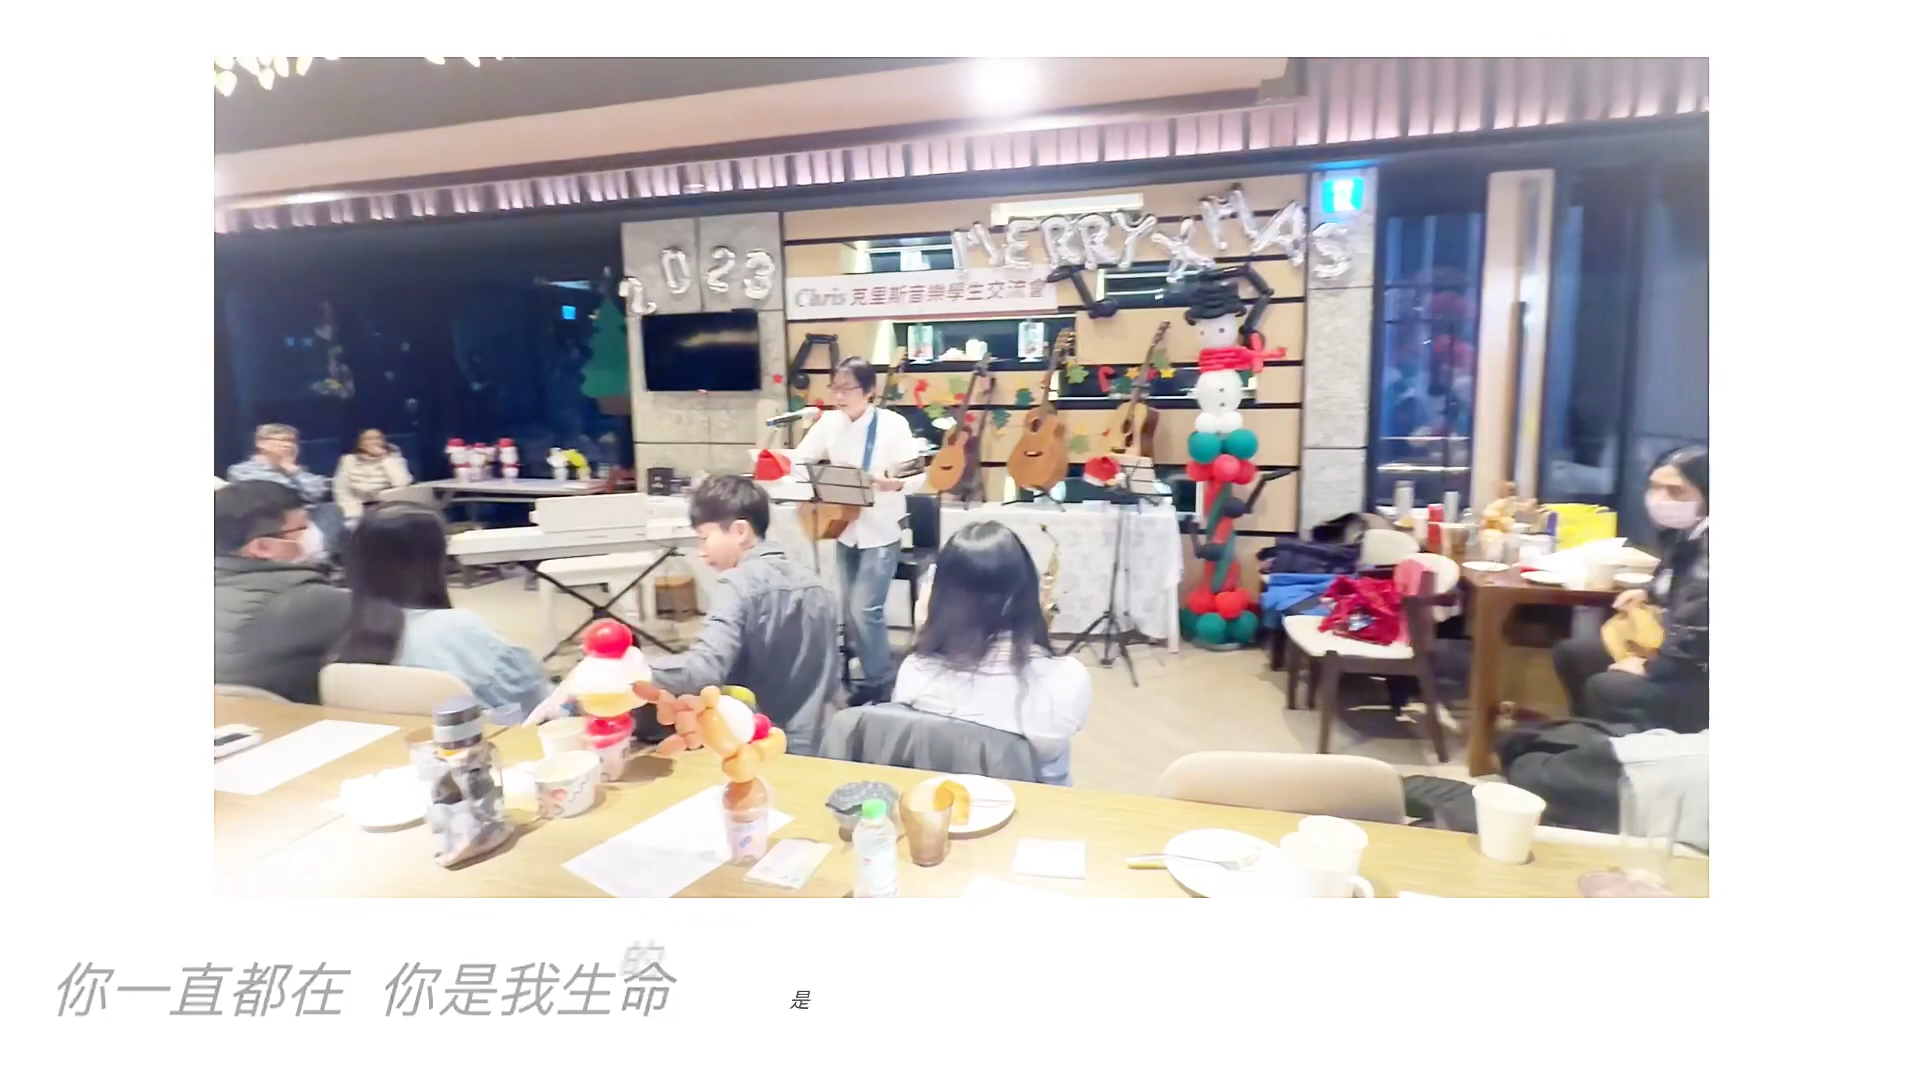 2023
MERRY XMAS
Chris 克里斯音樂學生交流會
的
你一直都在 你是我生命
是